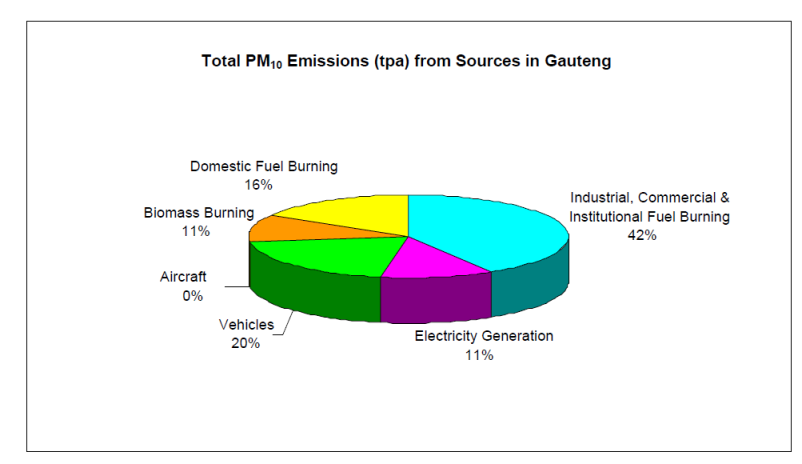 Total PM₁₀ Emissions (tpa) from Sources in Gauteng
Domestic Fuel Burning
16%
Industrial, Commercial &
Institutional Fuel Burning
42%
Biomass Burning
11%
Aircraft
0%
Vehicles
20%
Electricity Generation
11%